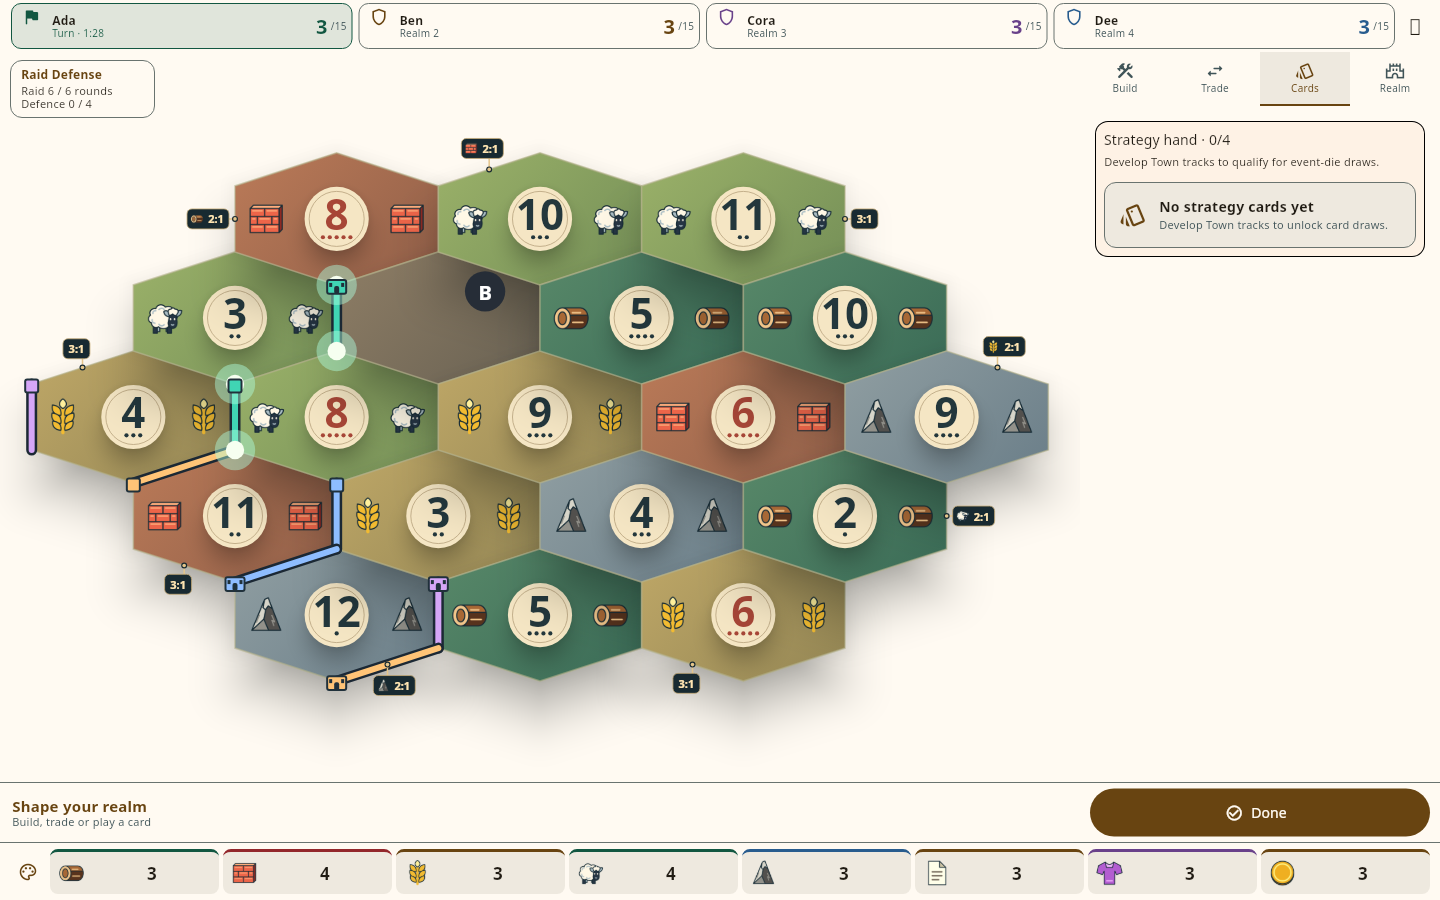 Ada
Turn · 1:28
3 /15
Ben
Realm 2
3 /15
Cora
Realm 3
3 /15
Dee
Realm 4
3 /15
Raid Defense
Raid 6 / 6 rounds
Defence 0 / 4
Build
Trade
Cards
Realm
Strategy hand · 0/4
Develop Town tracks to qualify for event-die draws.
No strategy cards yet
Develop Town tracks to unlock card draws.
2:1
2:1
8
10
11
3:1
3
B
5
10
3:1
2:1
4
8
9
6
9
11
3
4
2
2:1
3:1
12
5
6
2:1
3:1
Shape your realm
Build, trade or play a card
Done
3
4
3
4
3
3
3
3